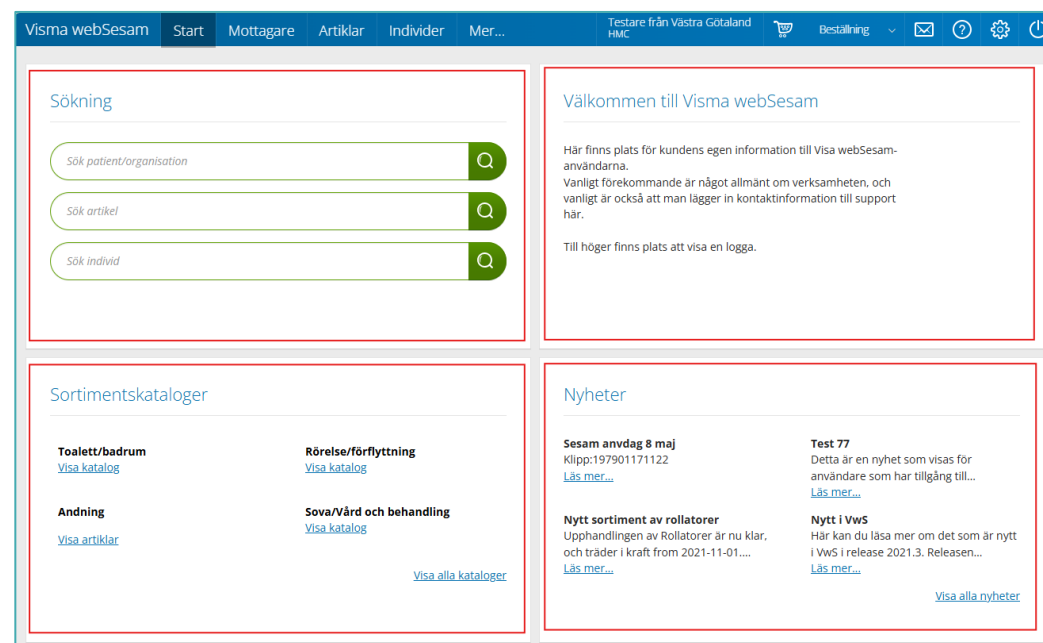 Visma webSesam Start Mottagare Artiklar Individer Mer... Testare från Västra Götaland Beställning
HMC
Sökning
Sök patient/organisation
Sök artikel
Sök individ
Välkommen till Visma webSesam
Här finns plats för kundens egen information till Visa webSesam-
användarna.
Vanligt förekommande är något allmänt om verksamheten, och
vanligt är också att man lägger in kontaktinformation till support
här.
Till höger finns plats att visa en logga.
Sortimentskataloger
Toalett/badrum
Visa katalog
Rörelse/förflyttning
Visa katalog
Andning
Visa artiklar
Sova/Vård och behandling
Visa katalog
Visa alla kataloger
Nyheter
Sesam anvdag 8 maj
Klipp:197901171122
Läs mer...
Test 77
Detta är en nyhet som visas för
användare som har tillgång till...
Läs mer...
Nytt sortiment av rollatorer
Upphandlingen av Rollatorer är nu klar,
och träder i kraft from 2021-11-01....
Läs mer...
Nytt i VwS
Här kan du läsa mer om det som är nytt
i VwS i release 2021.3. Releasen...
Läs mer...
Visa alla nyheter